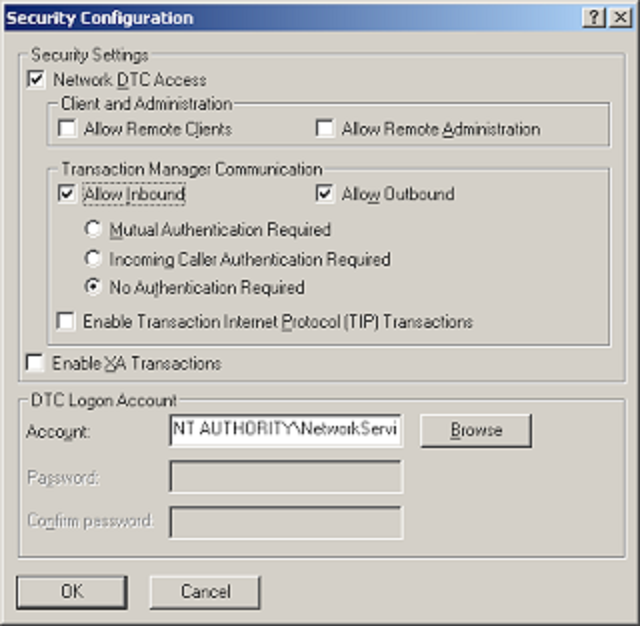 Security Configuration
Security Settings
Network DTC Access
Client and Administration
Allow Remote Clients Allow Remote Administration
Transaction Manager Communication
Allow Inbound Allow Outbound
Mutual Authentication Required
Incoming Caller Authentication Required
No Authentication Required
Enable Transaction Internet Protocol (TIP) Transactions
Enable XA Transactions
DTC Logon Account
Account: NT AUTHORITY\NetworkServi Browse
Password:
Confirm password:
OK Cancel